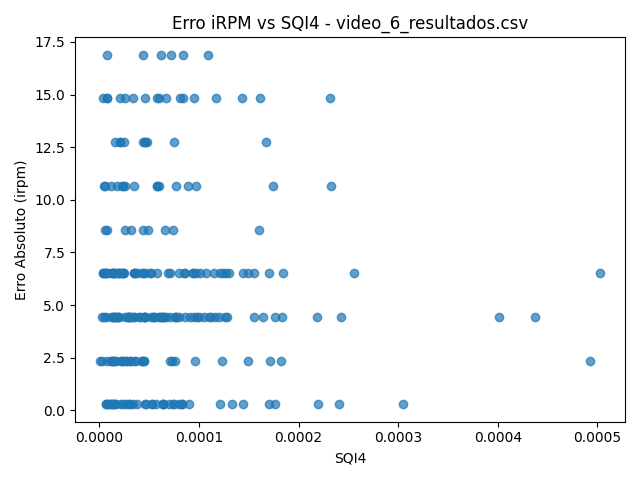 Erro iRPM vs SQI4 - video_6_resultados.csv
Erro Absoluto (irpm)
17.5
15.0
12.5
10.0
7.5
5.0
2.5
0.0
0.0000 0.0001 0.0002 0.0003 0.0004 0.0005
SQI4